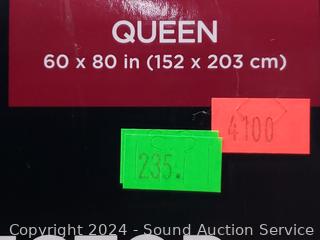 QUEEN
60 x 80 in (152 x 203 cm)
4100
235.
Copyright 2024 - Sound Auction Service